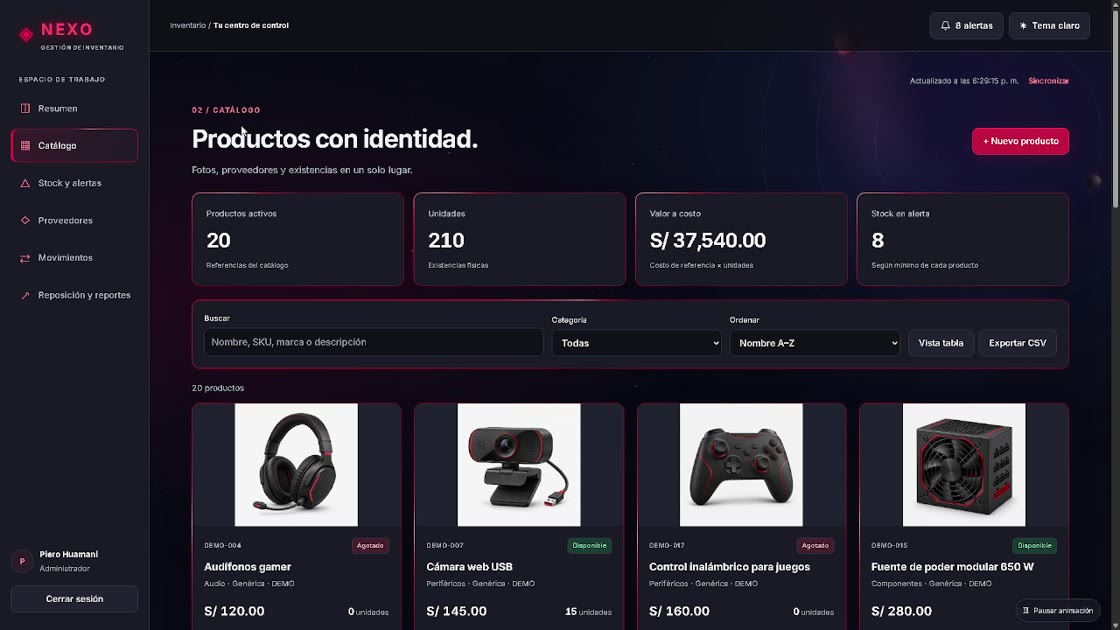 NEXO
GESTIÓN DE INVENTARIO
ESPACIO DE TRABAJO
Resumen
Catálogo
Stock y alertas
Proveedores
Movimientos
Reposición y reportes
P
Piero Huamani
Administrador
Cerrar sesión
Inventario / Tu centro de control
8 alertas
Tema claro
Actualizado a las 6:29:15 p. m. Sincronizar
02 / CATÁLOGO
Productos con identidad.
Fotos, proveedores y existencias en un solo lugar.
+ Nuevo producto
Productos activos
20
Referencias del catálogo
Unidades
210
Existencias físicas
Valor a costo
S/ 37,540.00
Costo de referencia × unidades
Stock en alerta
8
Según mínimo de cada producto
Buscar
Nombre, SKU, marca o descripción
Categoría
Todas
Ordenar
Nombre A–Z
Vista tabla
Exportar CSV
20 productos
DEMO-004 Agotado
Audífonos gamer
Audio · Genérica · DEMO
S/ 120.00 0 unidades
DEMO-007 Disponible
Cámara web USB
Periféricos · Genérica · DEMO
S/ 145.00 15 unidades
DEMO-017 Agotado
Control inalámbrico para juegos
Periféricos · Genérica · DEMO
S/ 160.00 0 unidades
DEMO-015 Disponible
Fuente de poder modular 650 W
Componentes · Genérica · DEMO
S/ 280.00
Pausar animación